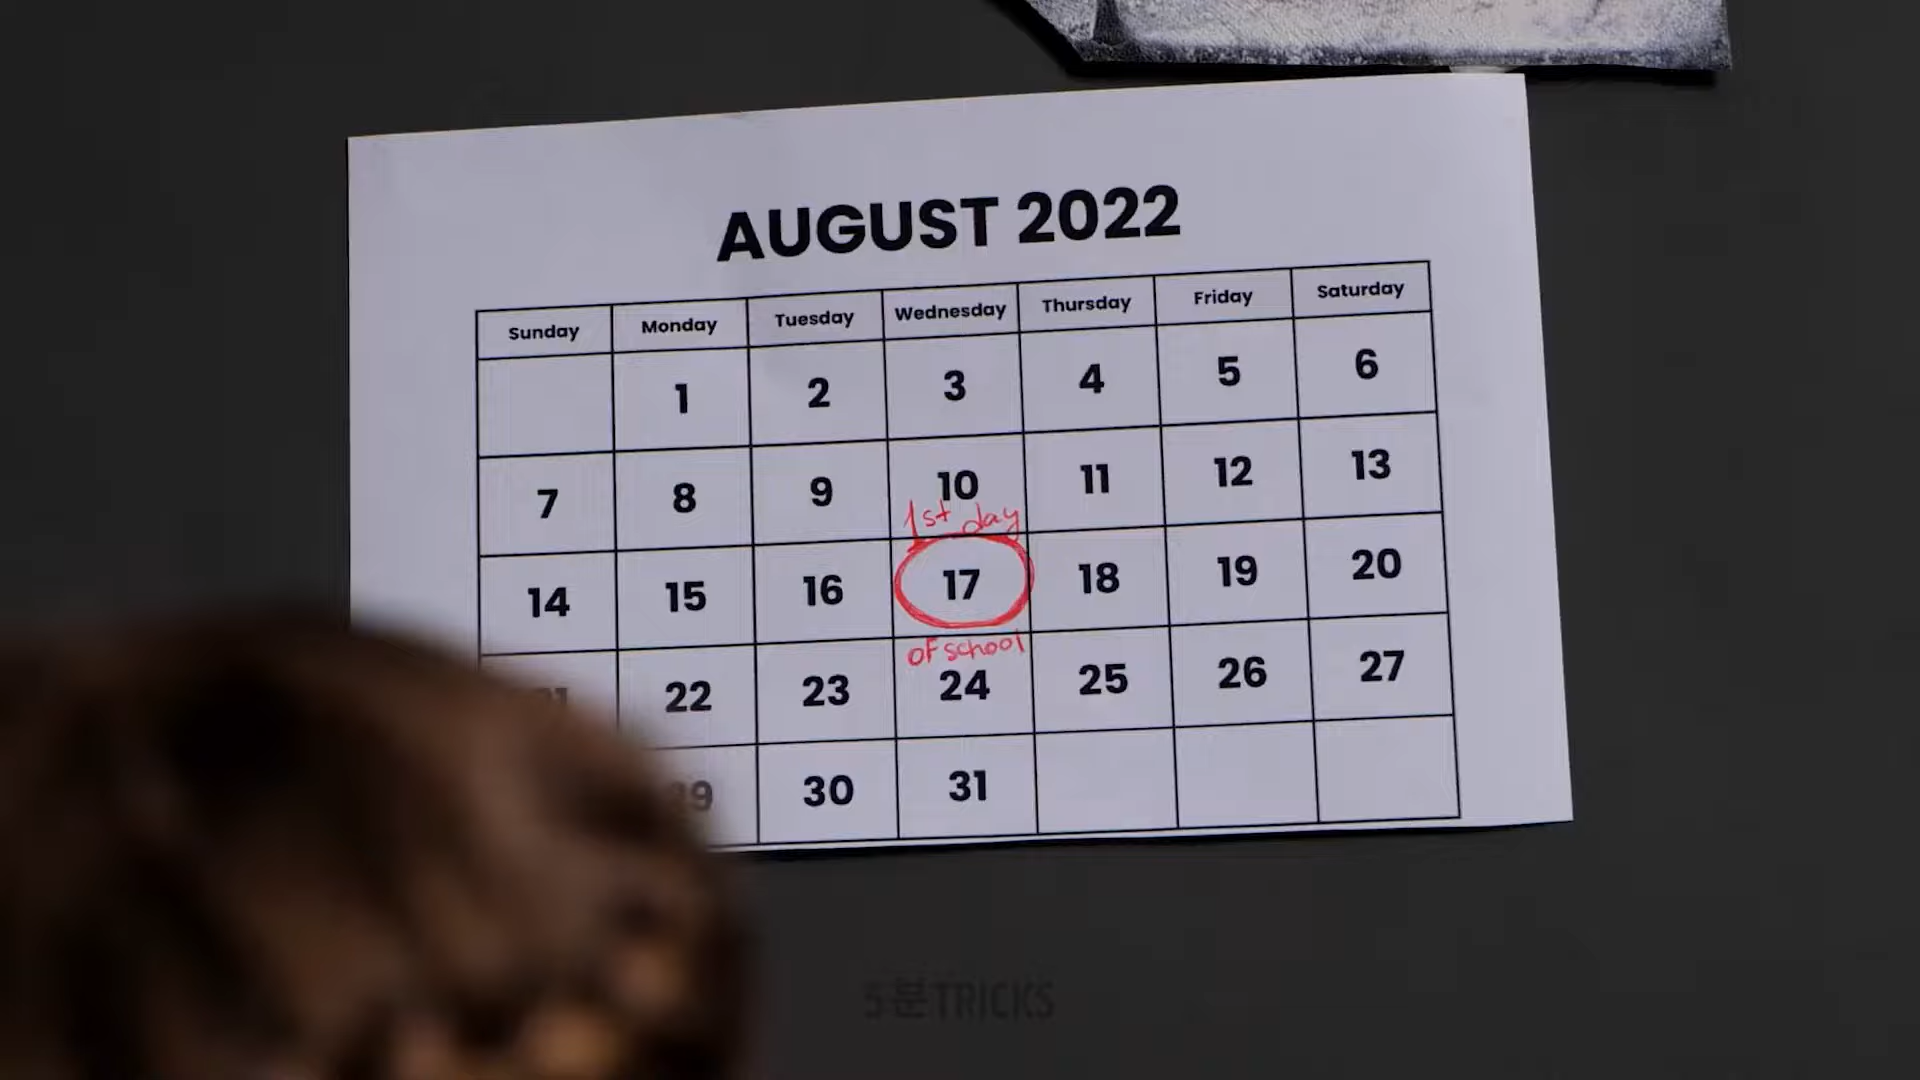 AUGUST 2022
Sunday Monday Tuesday Wednesday Thursday Friday Saturday
1 2 3 4 5 6
7 8 9 10 11 12 13
1st day
14 15 16 17 18 19 20
of school
22 23 24 25 26 27
30 31
5분TRICKS